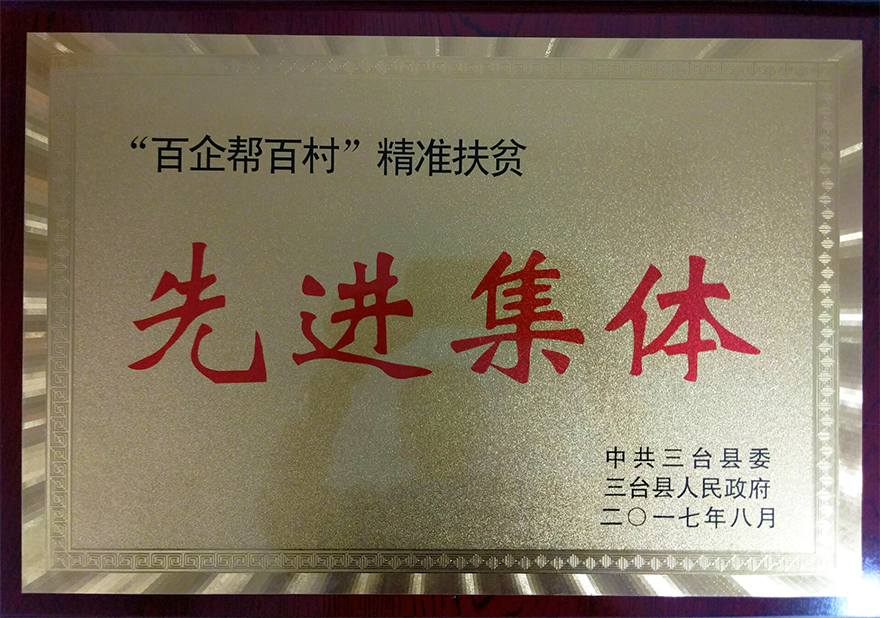 “百企帮百村”精准扶贫
先进集体
中共三台县委
三台县人民政府
二〇一七年八月